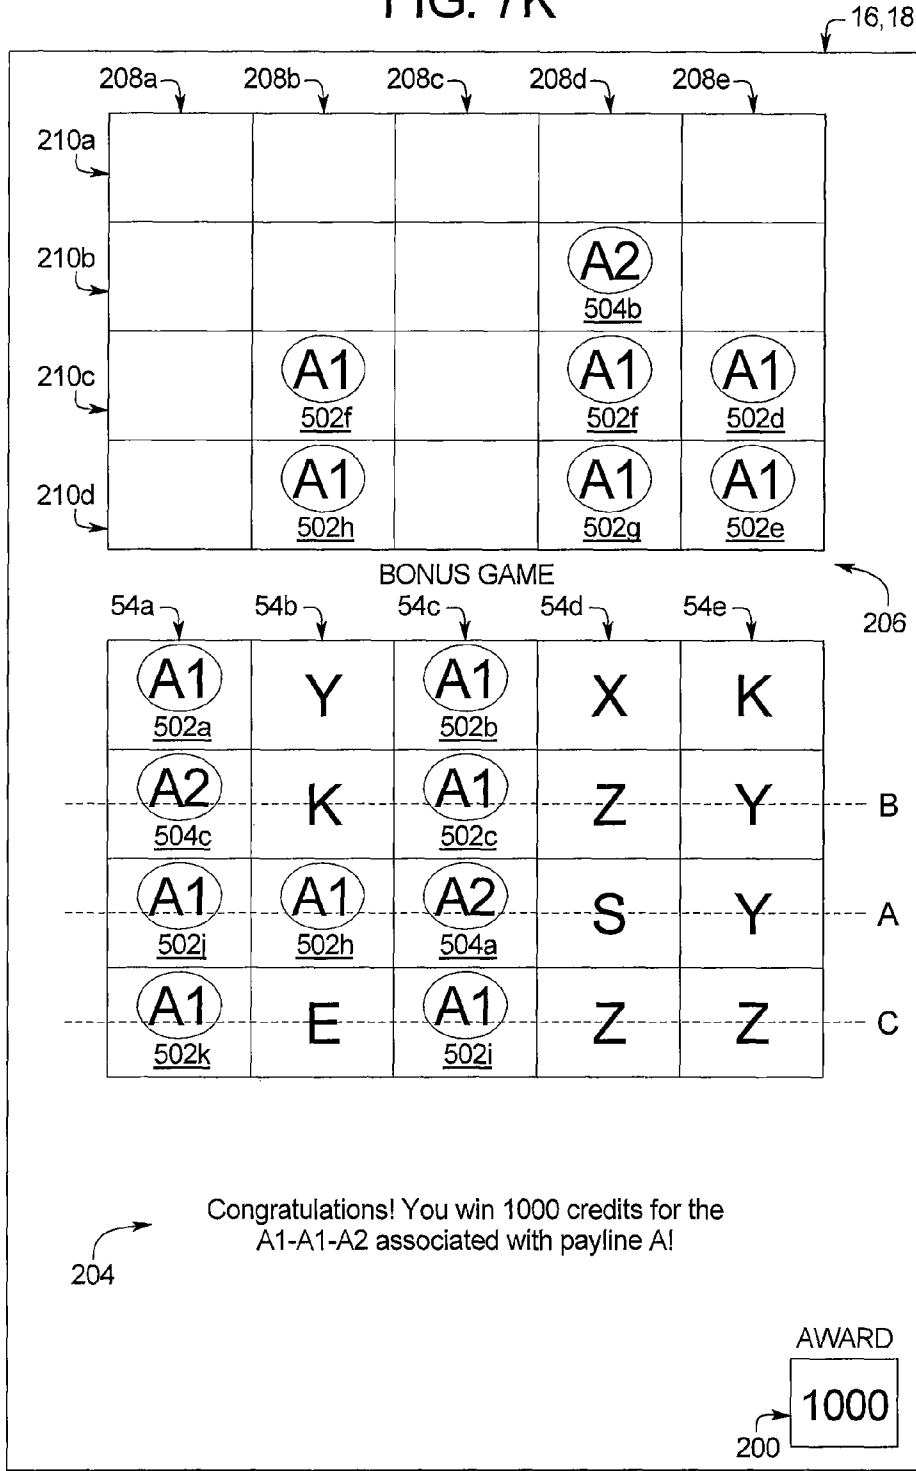 FIG. 7K
16,18
208a 208b 208c 208d 208e
210a
210b
A2
504b
210c
A1 A1 A1
502f 502f 502d
210d
A1 A1 A1
502h 502g 502e
BONUS GAME
206
54a 54b 54c 54d 54e
A1 Y A1 X K
502a 502b
A2 K A1 Z Y B
504c 502c
A1 A1 A2 S Y A
502j 502h 504a
A1 E A1 Z Z C
502k 502i
Congratulations! You win 1000 credits for the
A1-A1-A2 associated with payline A!
204
AWARD
1000
200